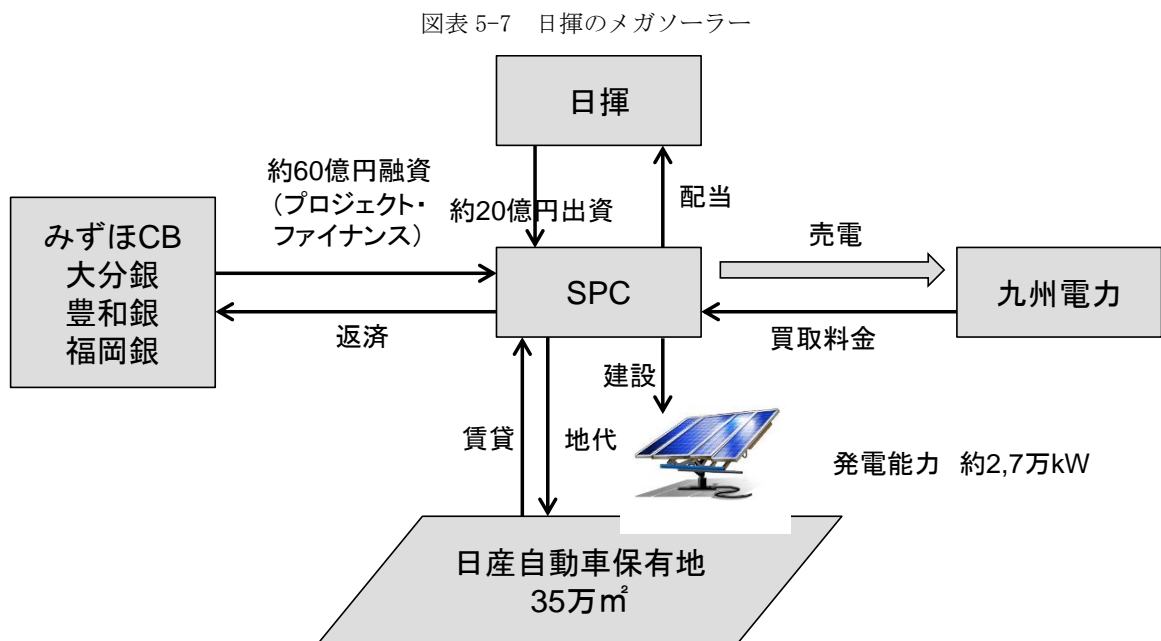 図表 5-7 日揮のメガソーラー
日揮
約60億円融資
(プロジェクト・
ファイナンス)
約20億円出資
配当
売電
みずほCB
大分銀
豊和銀
福岡銀
SPC
九州電力
返済
買取料金
建設
賃貸
地代
発電能力 約2,7万kW
日産自動車保有地
35万㎡